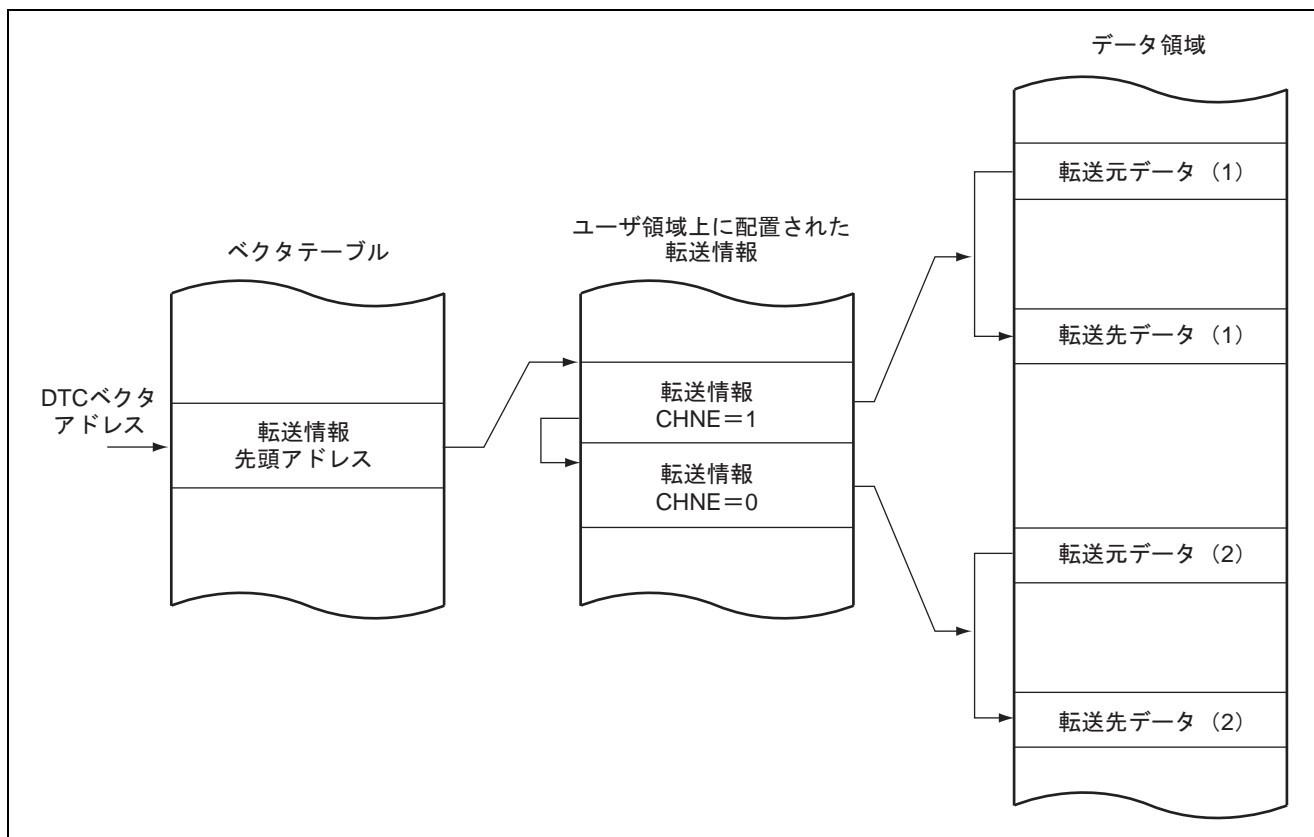 データ領域
転送元データ（1）
ユーザ領域上に配置された
転送情報
ベクタテーブル
転送先データ（1）
DTCベクタ
アドレス
転送情報
先頭アドレス
転送情報
CHNE＝1
転送情報
CHNE＝0
転送元データ（2）
転送先データ（2）